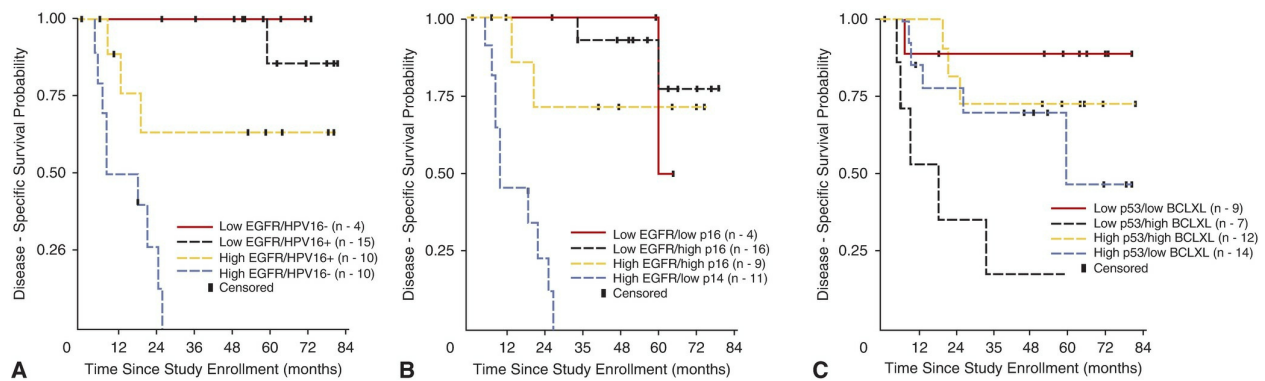 Disease - Specific Survival Probability
1.00
0.75
0.50
0.26
Low EGFR/HPV16- (n - 4)
Low EGFR/HPV16+ (n - 15)
High EGFR/HPV16+ (n - 10)
High EGFR/HPV16- (n - 10)
Censored
0 12 24 36 48 60 72 84
Time Since Study Enrollment (months)
A
Disease - Specific Survival Probability
1.00
1.75
0.50
0.25
Low EGFR/low p16 (n - 4)
Low EGFR/high p16 (n - 16)
High EGFR/high p16 (n - 9)
High EGFR/low p14 (n - 11)
Censored
0 12 24 35 48 60 72 84
Time Since Study Enrollment (months)
B
Disease - Specific Survival Probability
1.00
0.75
0.50
0.25
Low p53/low BCLXL (n - 9)
Low p53/high BCLXL (n - 7)
High p53/high BCLXL (n - 12)
High p53/low BCLXL (n - 14)
Censored
0 12 24 35 48 60 72 84
Time Since Study Enrollment (months)
C